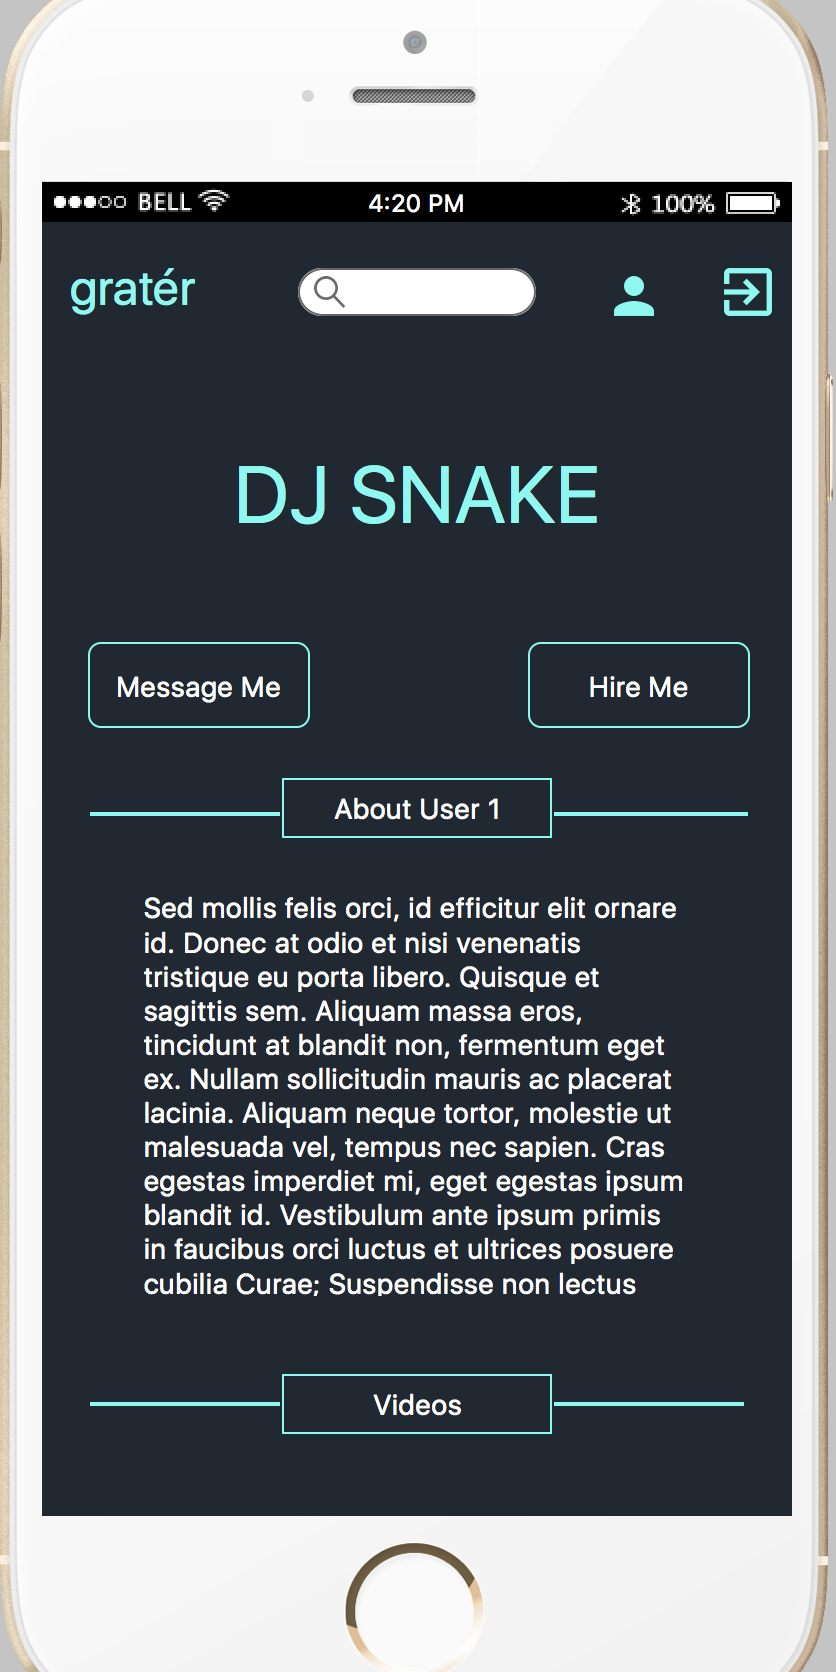 BELL 4:20 PM 100%
gratér
DJ SNAKE
Message Me Hire Me
About User 1
Sed mollis felis orci, id efficitur elit ornare
id. Donec at odio et nisi venenatis
tristique eu porta libero. Quisque et
sagittis sem. Aliquam massa eros,
tincidunt at blandit non, fermentum eget
ex. Nullam sollicitudin mauris ac placerat
lacinia. Aliquam neque tortor, molestie ut
malesuada vel, tempus nec sapien. Cras
egestas imperdiet mi, eget egestas ipsum
blandit id. Vestibulum ante ipsum primis
in faucibus orci luctus et ultrices posuere
cubilia Curae; Suspendisse non lectus
Videos